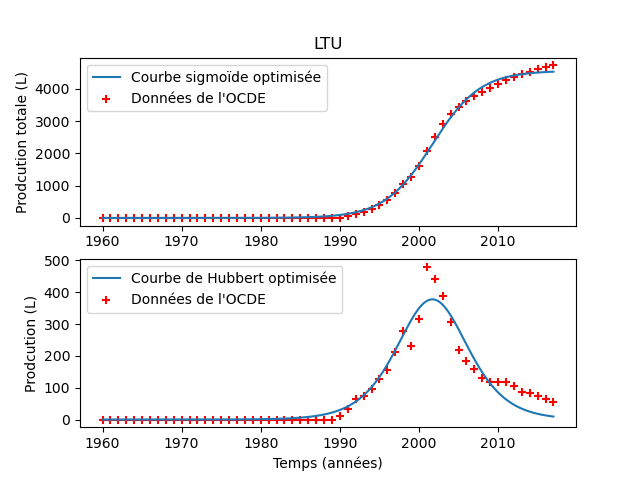 LTU
Prodcution totale (L)
4000
3000
2000
1000
0
Courbe sigmoïde optimisée
Données de l'OCDE
1960 1970 1980 1990 2000 2010
Prodcution (L)
500
400
300
200
100
0
Courbe de Hubbert optimisée
Données de l'OCDE
1960 1970 1980 1990 2000 2010
Temps (années)